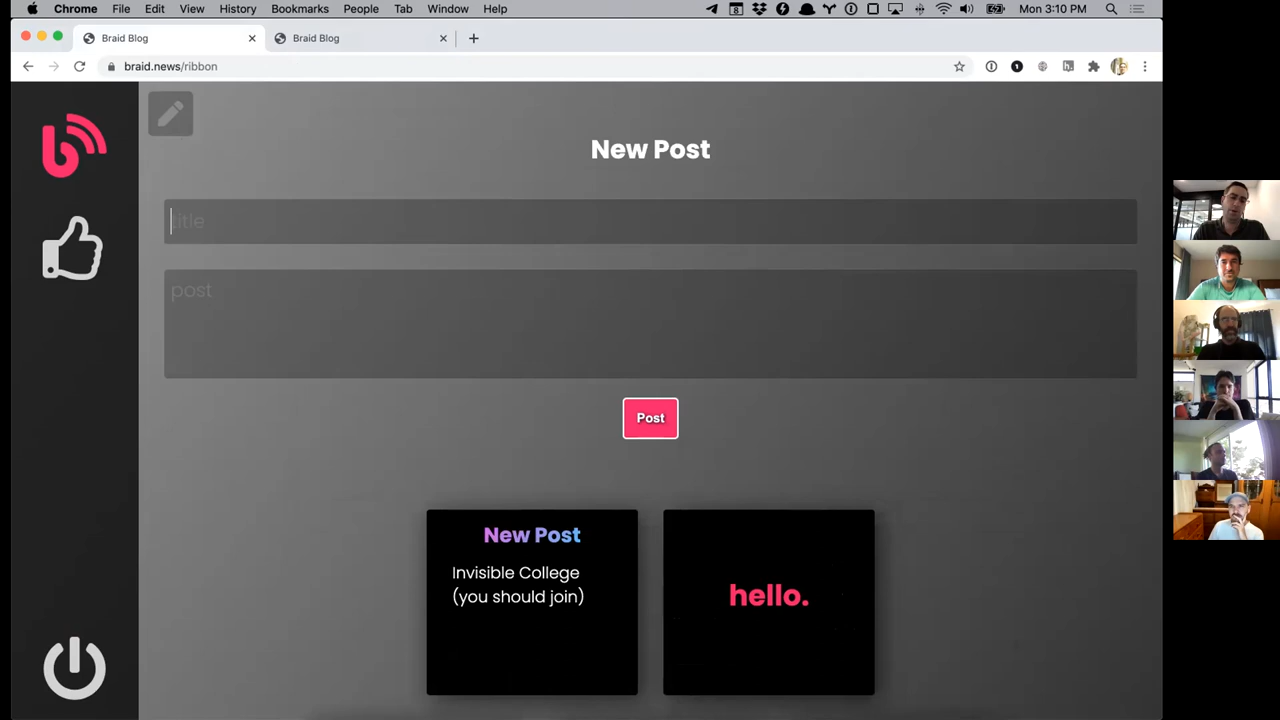 Chrome File Edit View History Bookmarks People Tab Window Help Mon 3:10 PM
Braid Blog Braid Blog
braid.news/ribbon
New Post
title
post
Post
New Post
Invisible College
(you should join)
hello.